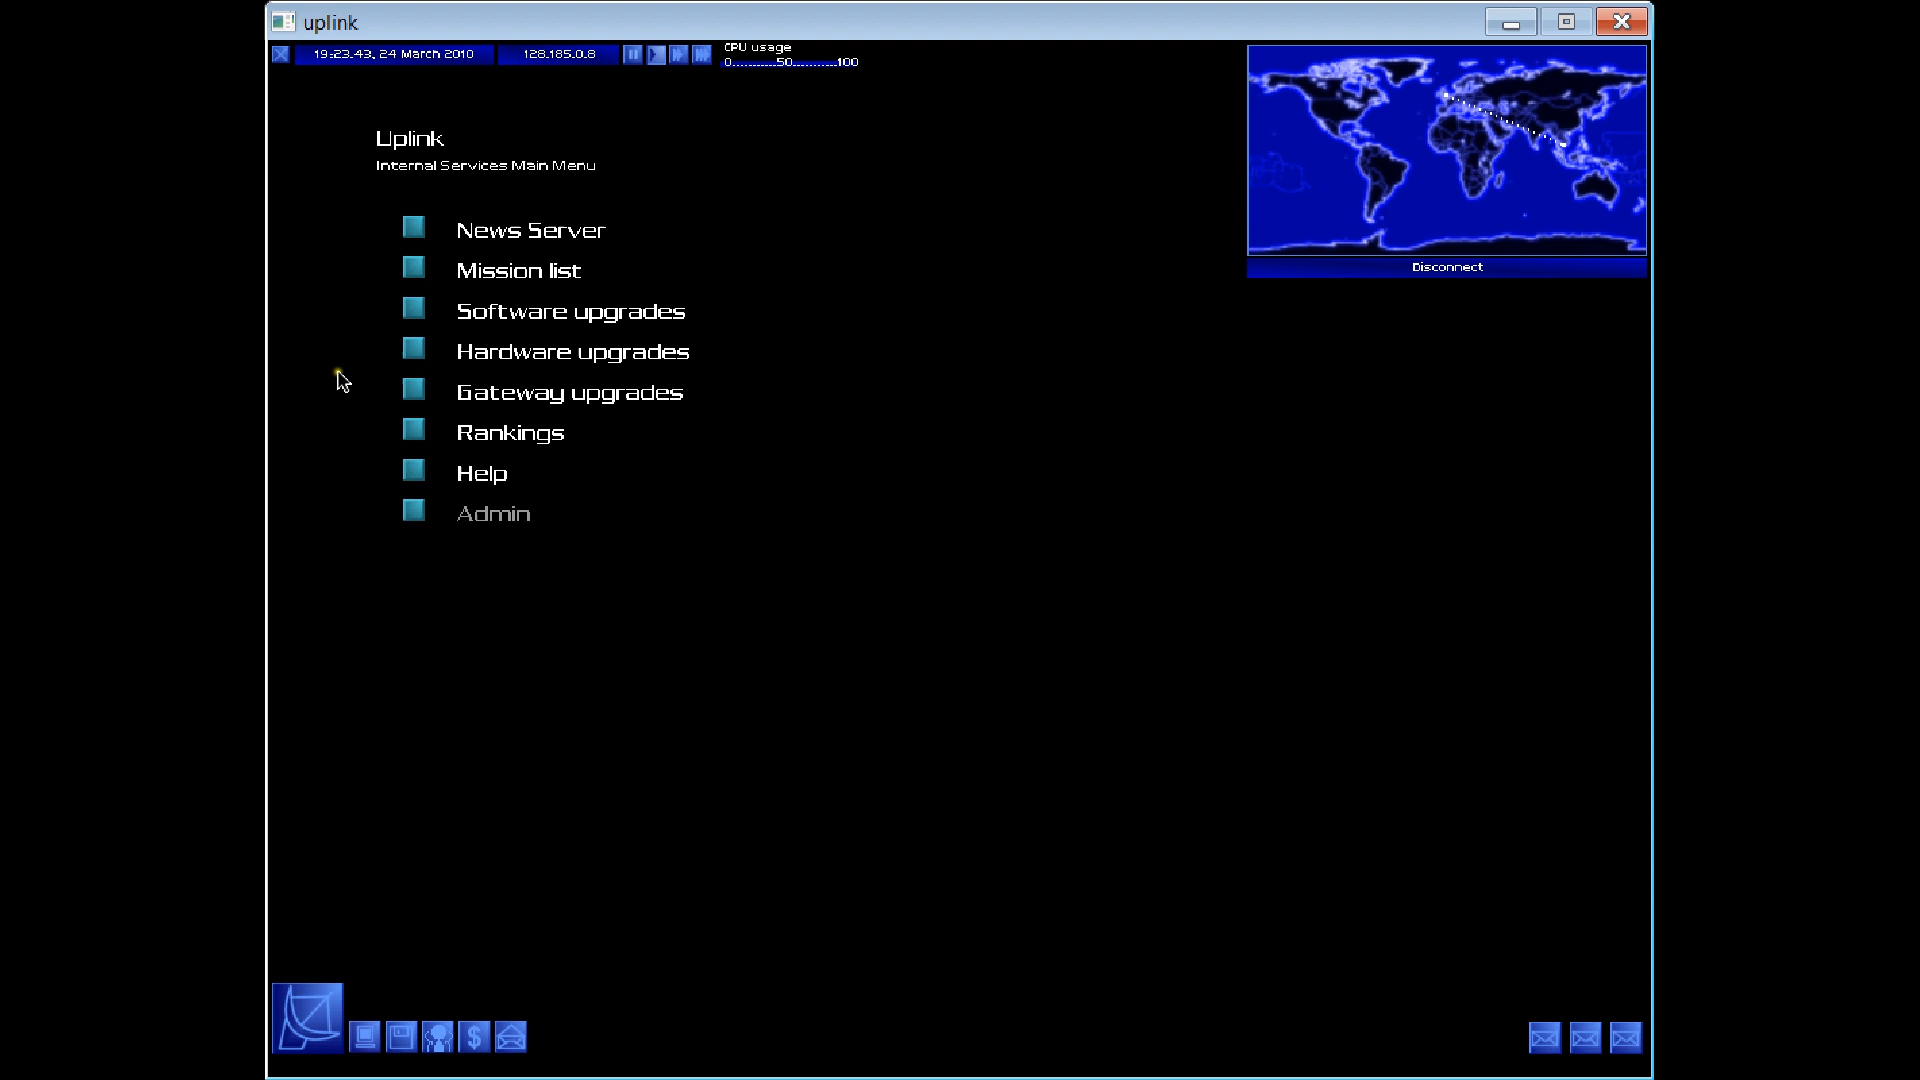 uplink
19:23.43, 24 March 2010
128.185.0.8
CPU usage
0...........50...........100
Uplink
Internal Services Main Menu
News Server
Mission list
Software upgrades
Hardware upgrades
Gateway upgrades
Rankings
Help
Admin
Disconnect
$